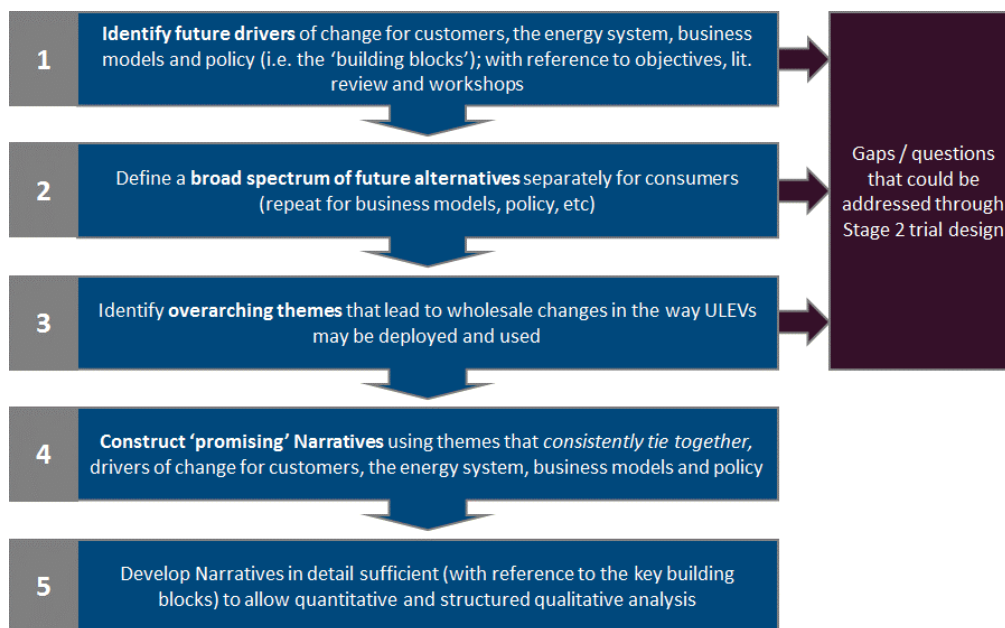 1
Identify future drivers of change for customers, the energy system, business
models and policy (i.e. the ‘building blocks’); with reference to objectives, lit.
review and workshops
2
Define a broad spectrum of future alternatives separately for consumers
(repeat for business models, policy, etc)
3
Identify overarching themes that lead to wholesale changes in the way ULEVs
may be deployed and used
4
Construct ‘promising’ Narratives using themes that consistently tie together,
drivers of change for customers, the energy system, business models and policy
5
Develop Narratives in detail sufficient (with reference to the key building
blocks) to allow quantitative and structured qualitative analysis
Gaps / questions
that could be
addressed through
Stage 2 trial design